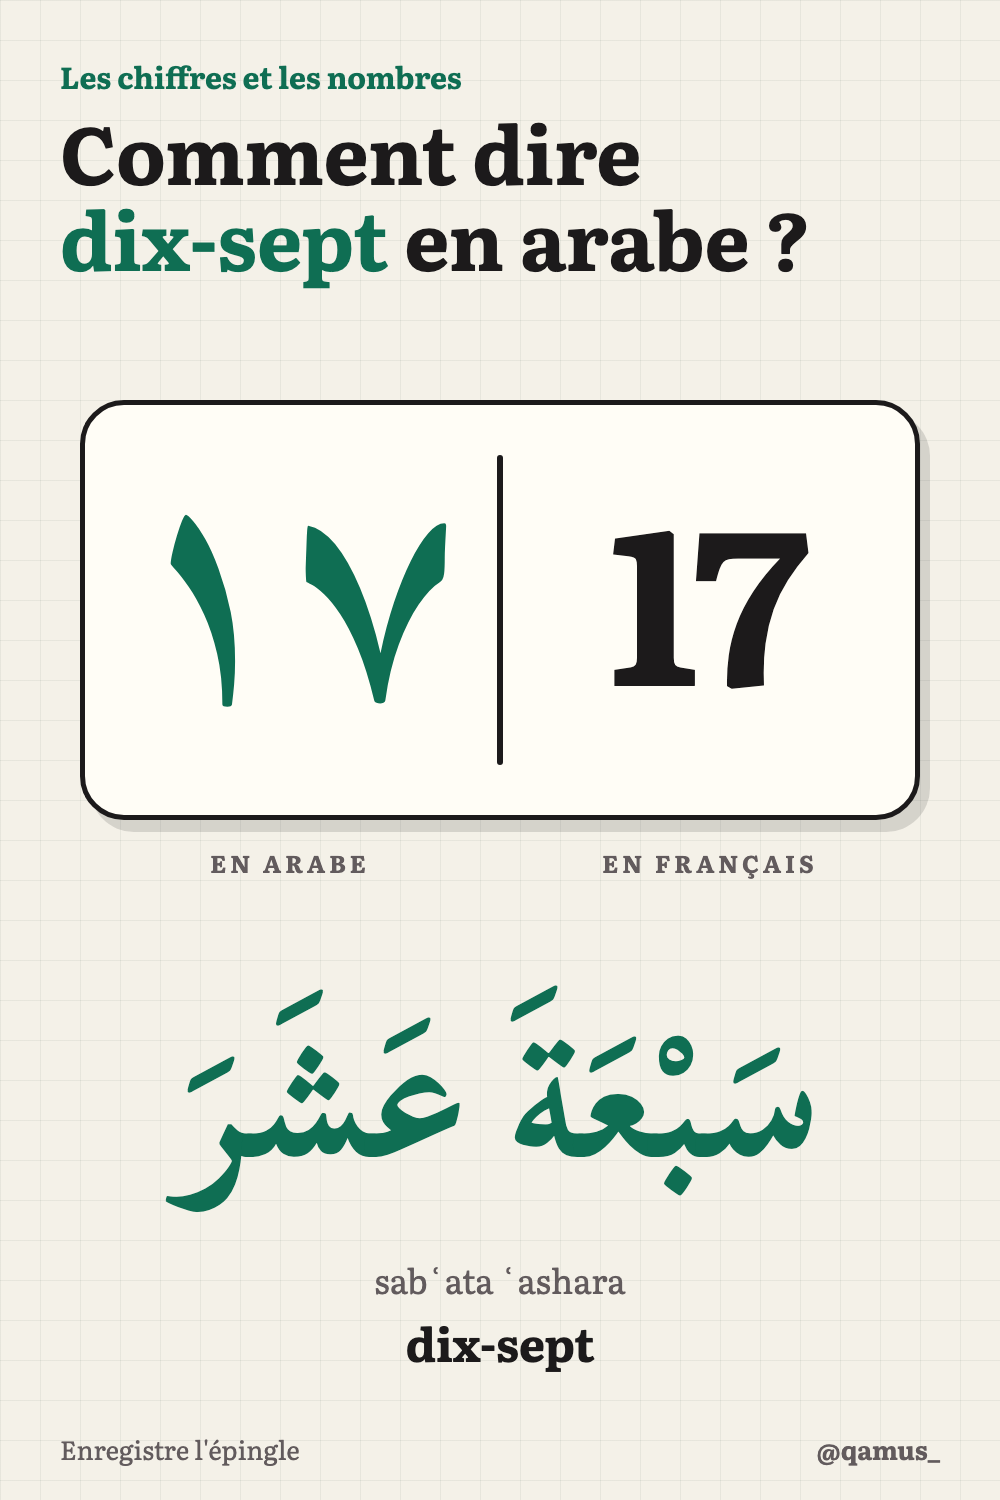 Les chiffres et les nombres
Comment dire
dix-sept en arabe ?
١٧
17
EN ARABE
EN FRANÇAIS
سَبْعَةَ عَشَرَ
sabʿata ʿashara
dix-sept
Enregistre l'épingle
@qamus_